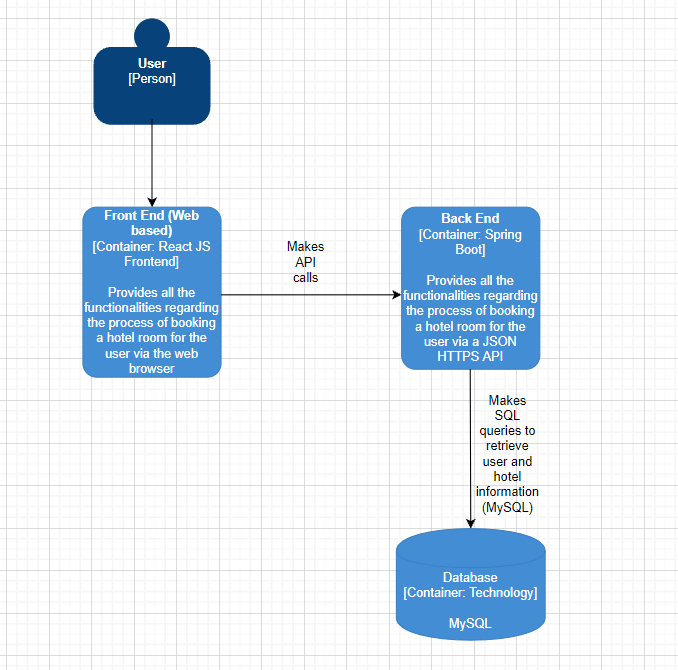 User
[Person]
Front End (Web
based)
[Container: React JS
Frontend]
Provides all the
functionalities regarding
the process of booking
a hotel room for the
user via the web
browser
Makes
API
calls
Back End
[Container: Spring
Boot]
Provides all the
functionalities regarding
the process of booking
a hotel room for the
user via a JSON
HTTPS API
Makes
SQL
queries to
retrieve
user and
hotel
information
(MySQL)
Database
[Container: Technology]
MySQL